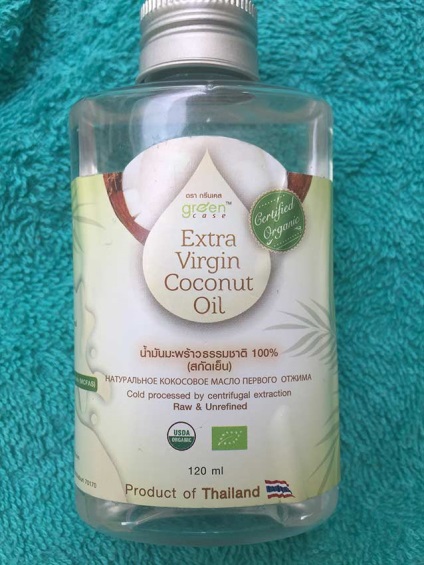 ตรา กรีนเคส
green™
case
Certified
Organic
Extra
Virgin
Coconut
Oil
น้ำมันมะพร้าวธรรมชาติ 100%
(สกัดเย็น)
НАТУРАЛЬНОЕ КОКОСОВОЕ МАСЛО ПЕРВОГО ОТЖИМА
Cold processed by centrifugal extraction
Raw & Unrefined
USDA
ORGANIC
120 ml
Product of Thailand